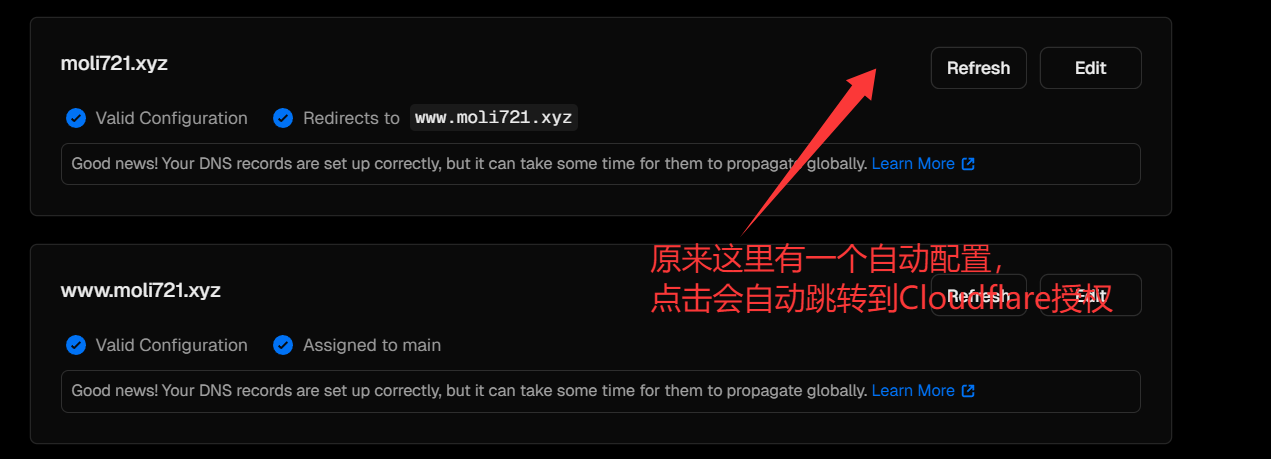 moli721.xyz
Refresh
Edit
Valid Configuration
Redirects to www.moli721.xyz
Good news! Your DNS records are set up correctly, but it can take some time for them to propagate globally. Learn More
原来这里有一个自动配置，
点击会自动跳转到Cloudflare授权
www.moli721.xyz
Refresh
Edit
Valid Configuration
Assigned to main
Good news! Your DNS records are set up correctly, but it can take some time for them to propagate globally. Learn More